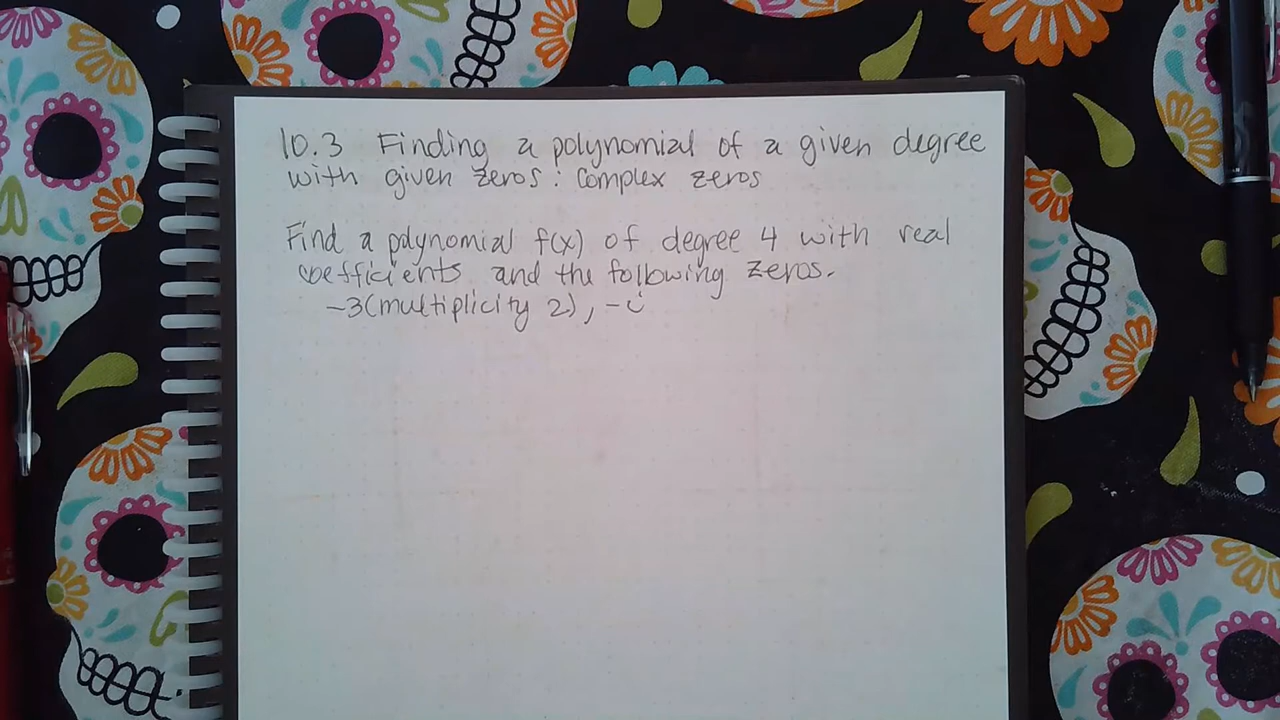 10.3 Finding a polynomial of a given degree
with given zeros: Complex zeros
Find a polynomial f(x) of degree 4 with real
coefficients and the following zeros.
-3(multiplicity 2), -i